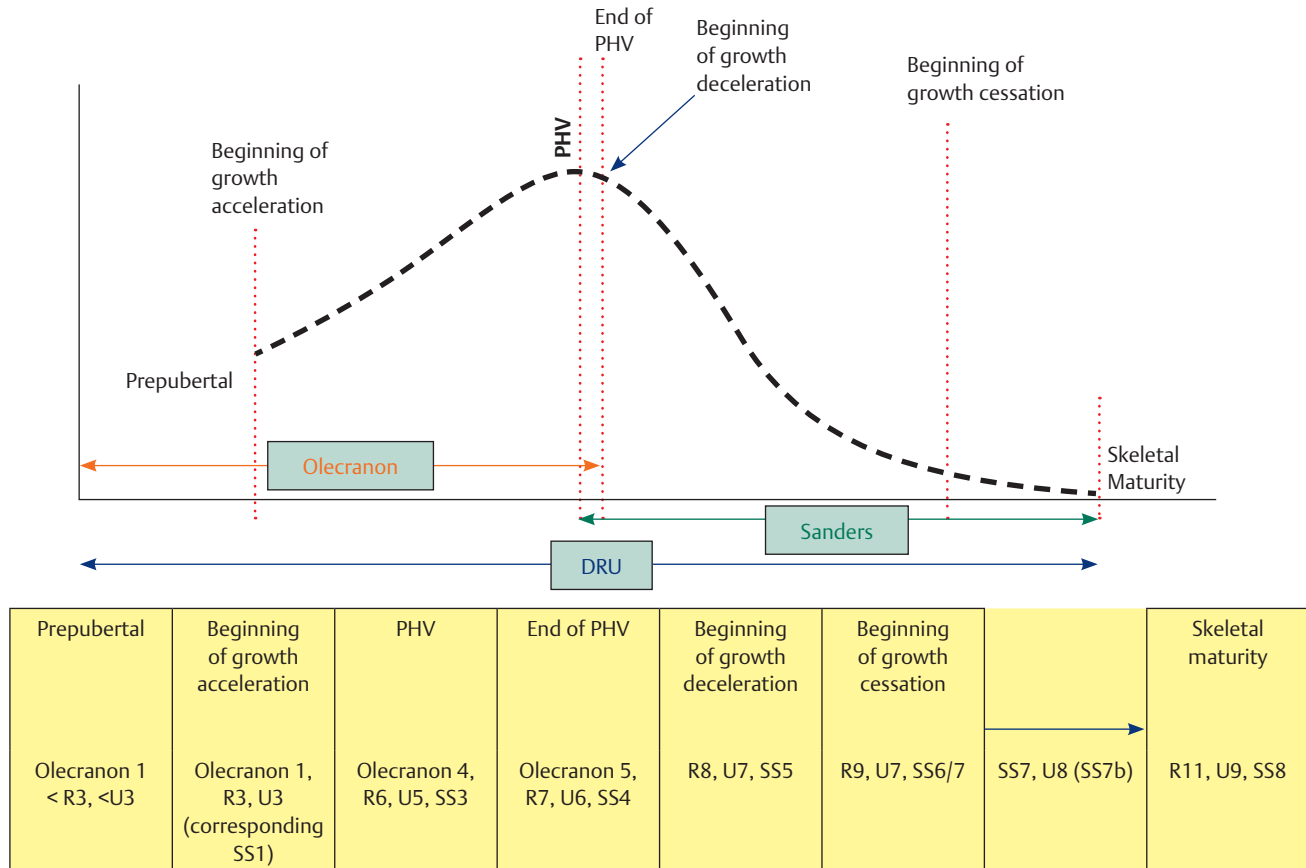 End of
PHV
Beginning
of growth
deceleration
Beginning of
growth cessation
PHV
Beginning of
growth
acceleration
Prepubertal
Olecranon
Skeletal
Maturity
Sanders
DRU
Prepubertal
Beginning
of growth
acceleration
PHV
End of PHV
Beginning
of growth
deceleration
Beginning
of growth
cessation
Skeletal
maturity
Olecranon 1
< R3, <U3
Olecranon 1,
R3, U3
(corresponding
SS1)
Olecranon 4,
R6, U5, SS3
Olecranon 5,
R7, U6, SS4
R8, U7, SS5
R9, U7, SS6/7
SS7, U8 (SS7b)
R11, U9, SS8